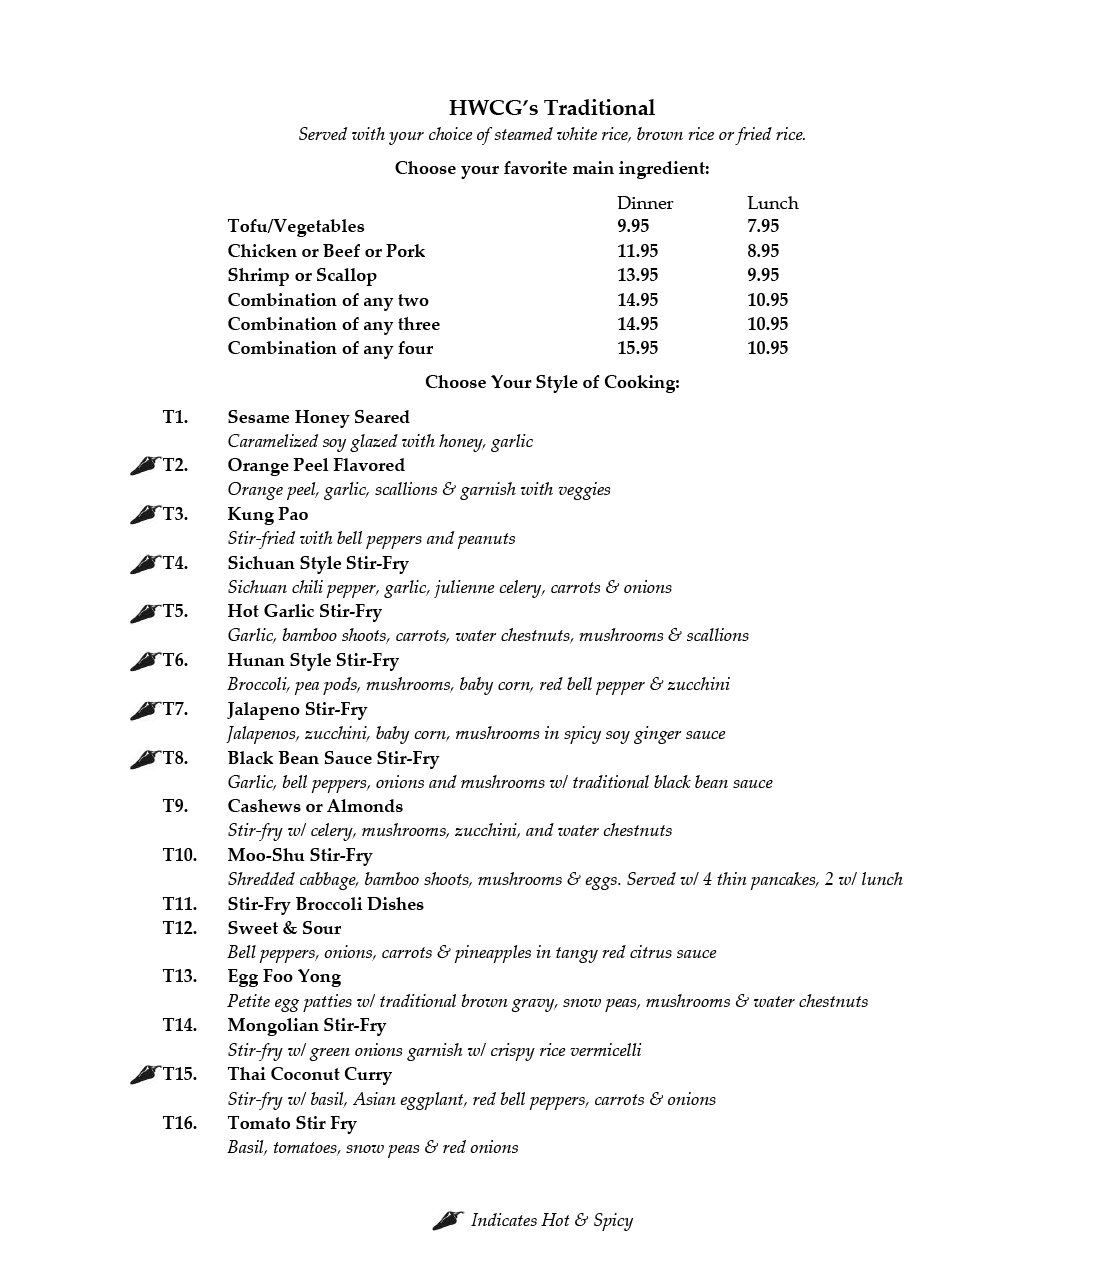 HWCG's Traditional
Served with your choice of steamed white rice, brown rice or fried rice.
Choose your favorite main ingredient:
Dinner Lunch
Tofu/Vegetables 9.95 7.95
Chicken or Beef or Pork 11.95 8.95
Shrimp or Scallop 13.95 9.95
Combination of any two 14.95 10.95
Combination of any three 14.95 10.95
Combination of any four 15.95 10.95
Choose Your Style of Cooking:
T1. Sesame Honey Seared
Caramelized soy glazed with honey, garlic
T2. Orange Peel Flavored
Orange peel, garlic, scallions & garnish with veggies
T3. Kung Pao
Stir-fried with bell peppers and peanuts
T4. Sichuan Style Stir-Fry
Sichuan chili pepper, garlic, julienne celery, carrots & onions
T5. Hot Garlic Stir-Fry
Garlic, bamboo shoots, carrots, water chestnuts, mushrooms & scallions
T6. Hunan Style Stir-Fry
Broccoli, pea pods, mushrooms, baby corn, red bell pepper & zucchini
T7. Jalapeno Stir-Fry
Jalapenos, zucchini, baby corn, mushrooms in spicy soy ginger sauce
T8. Black Bean Sauce Stir-Fry
Garlic, bell peppers, onions and mushrooms w/ traditional black bean sauce
T9. Cashews or Almonds
Stir-fry w/ celery, mushrooms, zucchini, and water chestnuts
T10. Moo-Shu Stir-Fry
Shredded cabbage, bamboo shoots, mushrooms & eggs. Served w/ 4 thin pancakes, 2 w/ lunch
T11. Stir-Fry Broccoli Dishes
T12. Sweet & Sour
Bell peppers, onions, carrots & pineapples in tangy red citrus sauce
T13. Egg Foo Yong
Petite egg patties w/ traditional brown gravy, snow peas, mushrooms & water chestnuts
T14. Mongolian Stir-Fry
Stir-fry w/ green onions garnish w/ crispy rice vermicelli
T15. Thai Coconut Curry
Stir-fry w/ basil, Asian eggplant, red bell peppers, carrots & onions
T16. Tomato Stir Fry
Basil, tomatoes, snow peas & red onions
Indicates Hot & Spicy